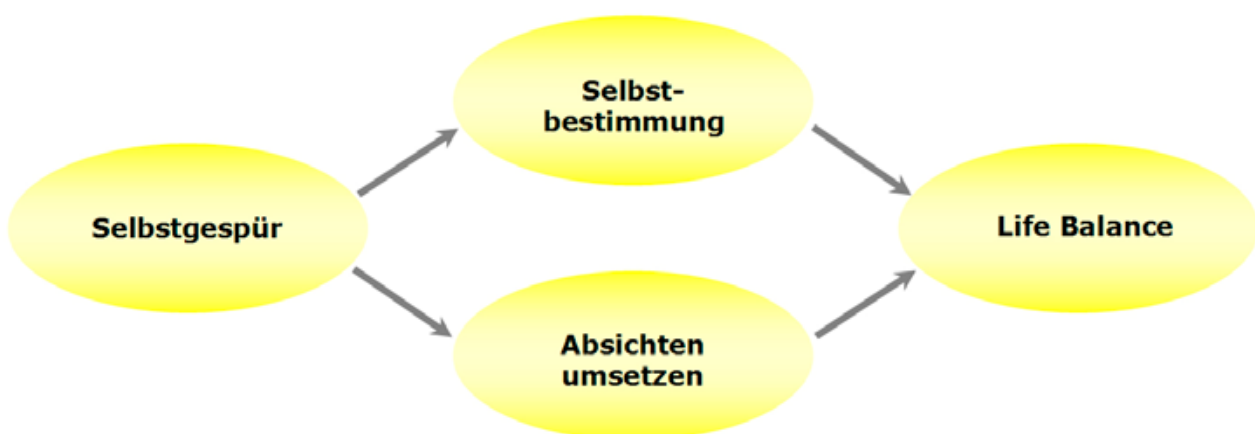 Selbst-
bestimmung
Selbstgespür
Life Balance
Absichten
umsetzen